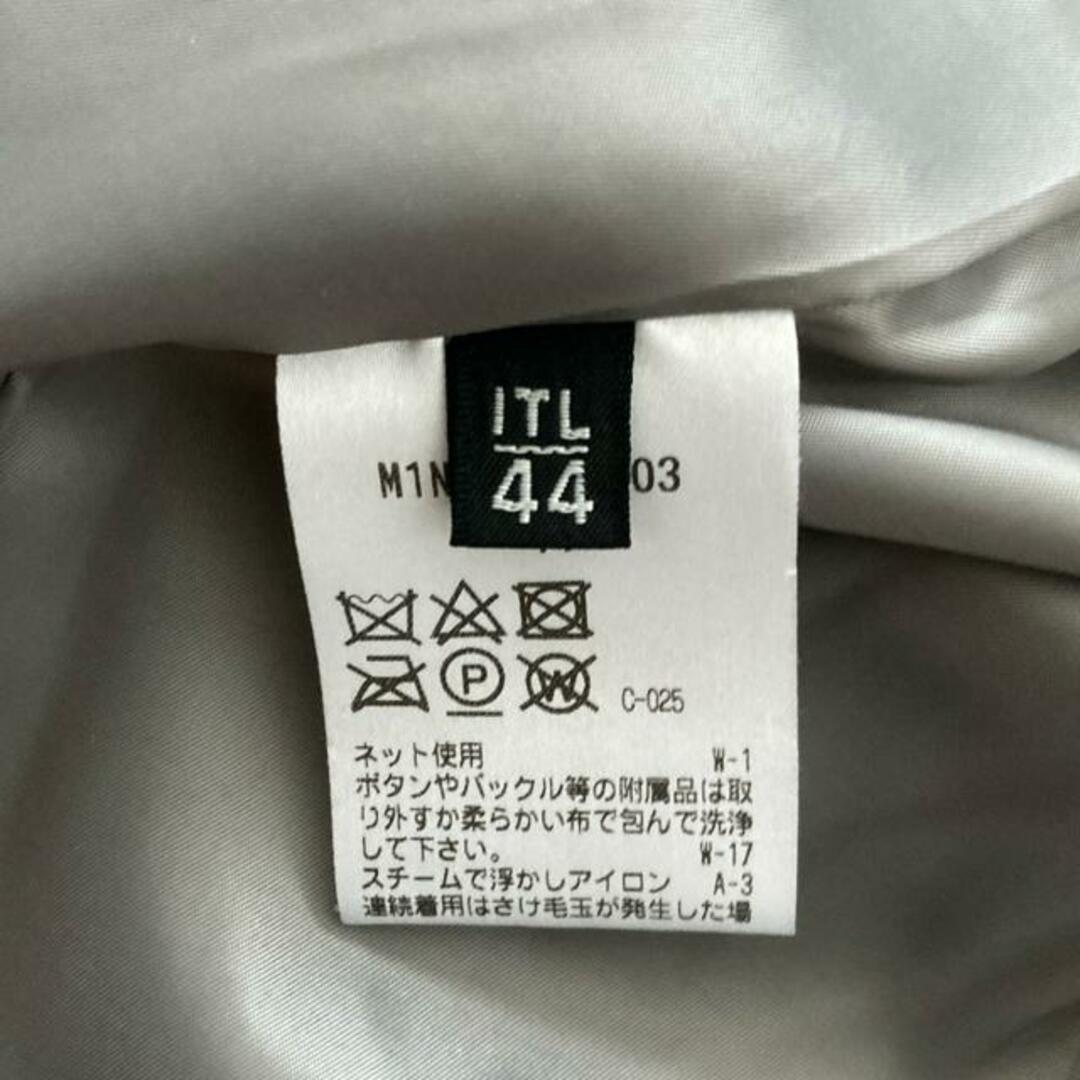 ITL
44
M1N 03
P
W C-025
ネット使用 W-1
ボタンやバックル等の附属品は取
り外すか柔らかい布で包んで洗浄
して下さい。 W-17
スチームで浮かしアイロン A-3
連続着用はさけ毛玉が発生した場